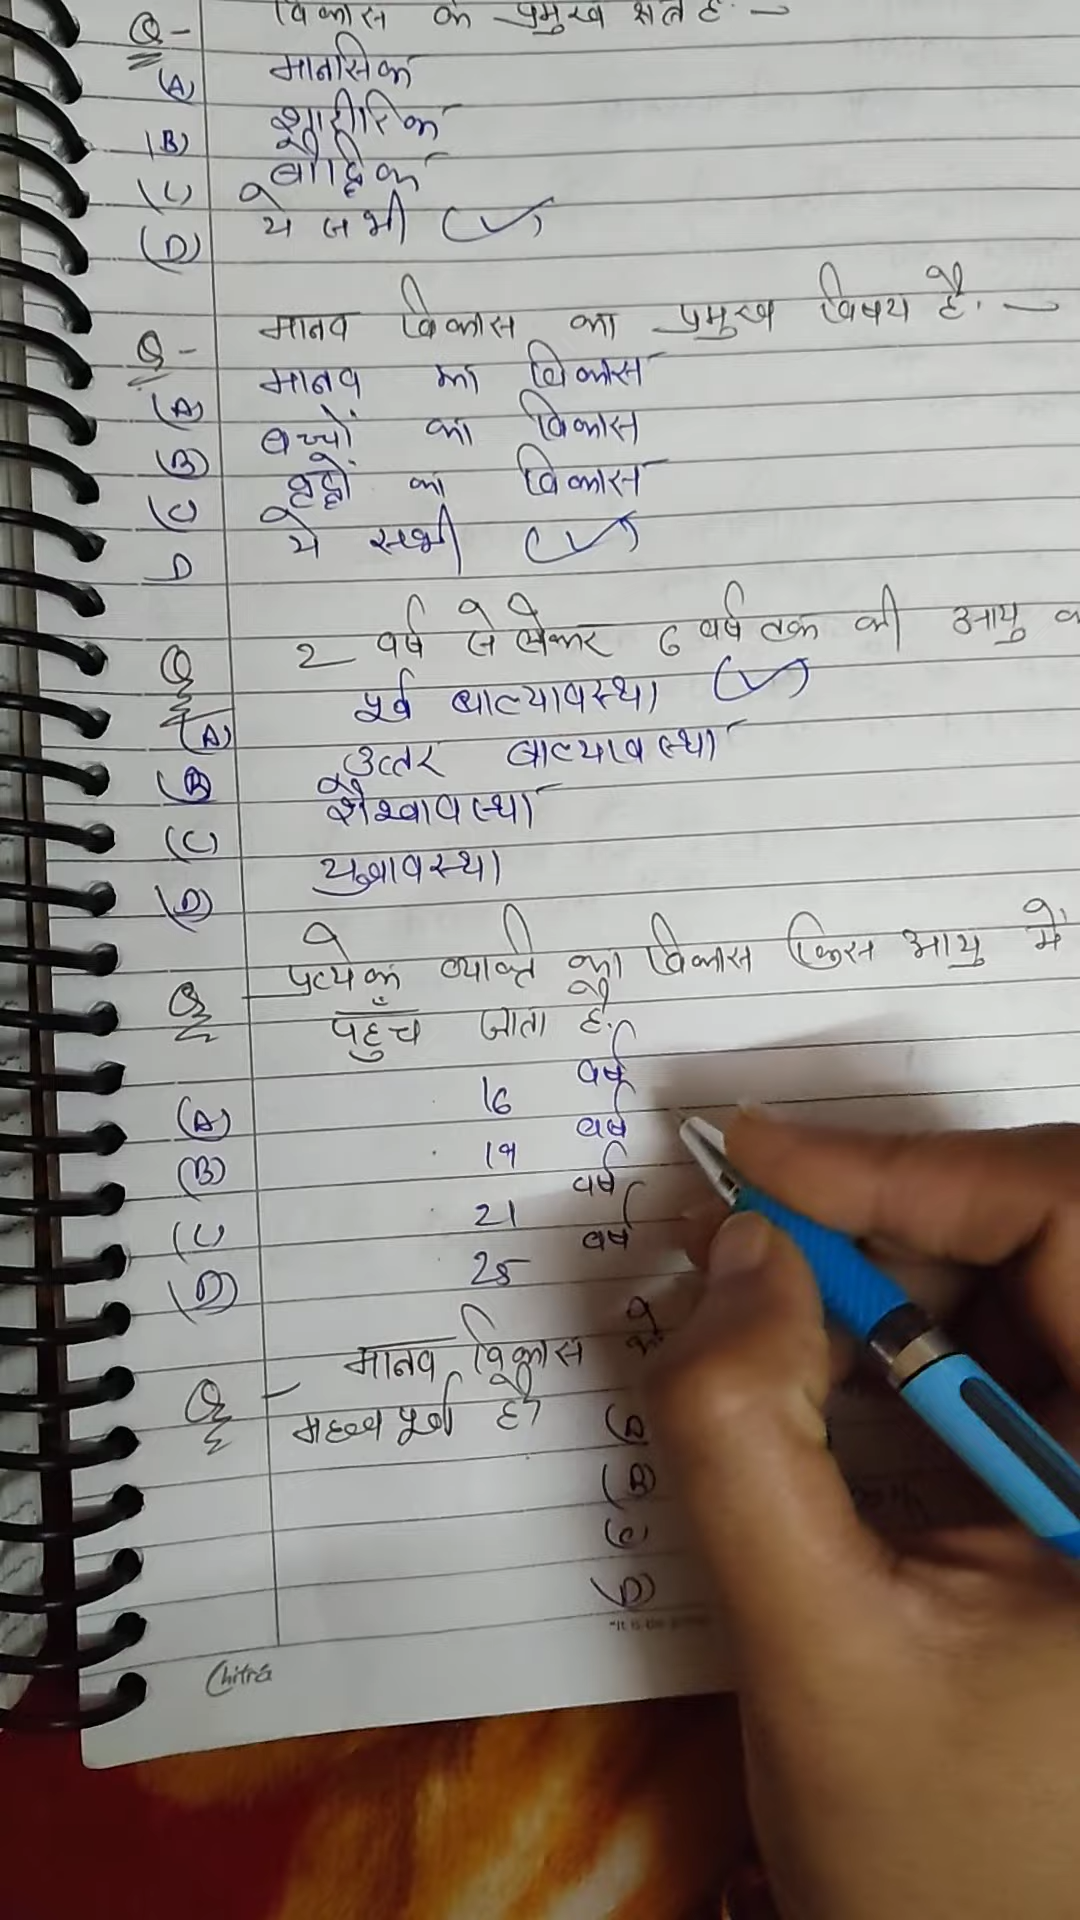 Q- विकास के प्रमुख
(A) मानसिक
(B) शारीरिक
(C) बौद्धिक
(D) ये सभी
Q- मानव विकास का प्रमुख विषय है. -
(A) मानव का विकास
(B) बच्चों का विकास
(C) वृद्धों का विकास
D ये सभी
Q 2 वर्ष से लेकर 6 वर्ष तक की आयु
(A) पूर्व बाल्यावस्था
(B) उत्तर बाल्यावस्था
(C) शैश्वावस्था
(D) युवावस्था
Q - प्रत्येक व्यक्ति का विकास किस आयु में
पहुँच जाता है.
(A) 16 वर्ष
(B) 19 वर्ष
(C) 21 वर्ष
(D) 25 वर्ष
Q - मानव विकास
महत्वपूर्ण है?
(A)
(B)
(C)
(D)
Chitra